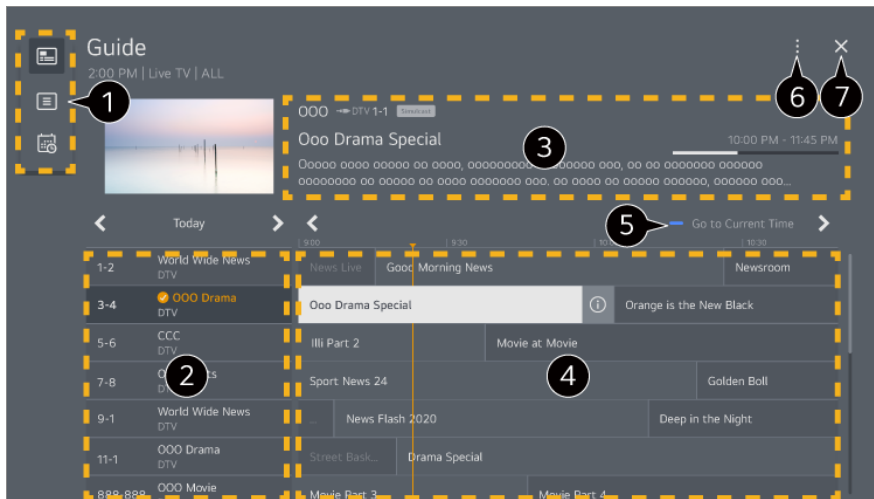 Guide
2:00 PM | Live TV | ALL
1
6
7
OOO DTV 1-1 Simulcast
Ooo Drama Special
3
10:00 PM - 11:45 PM
Today
5
Go to Current Time
9:00 9:30 10:30
1-2 World Wide News
DTV
News Live Good Morning News Newsroom
3-4 OOO Drama
DTV
Ooo Drama Special Orange is the New Black
5-6 CCC
DTV
Illi Part 2 Movie at Movie
7-8
2
Sport News 24 Golden Boll
4
9-1 World Wide News
DTV
... News Flash 2020 Deep in the Night
11-1 OOO Drama
DTV
Street Bask... Drama Special
888-888 OOO Movie
Movie Part 3 Movie Part 4